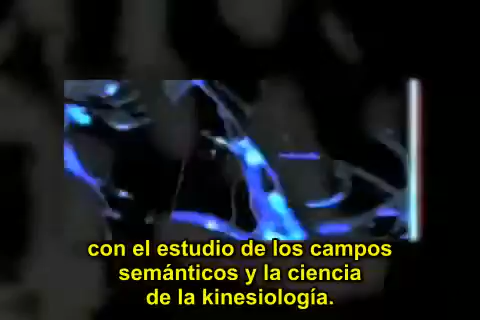 con el estudio de los campos
semánticos y la ciencia
de la kinesiología.